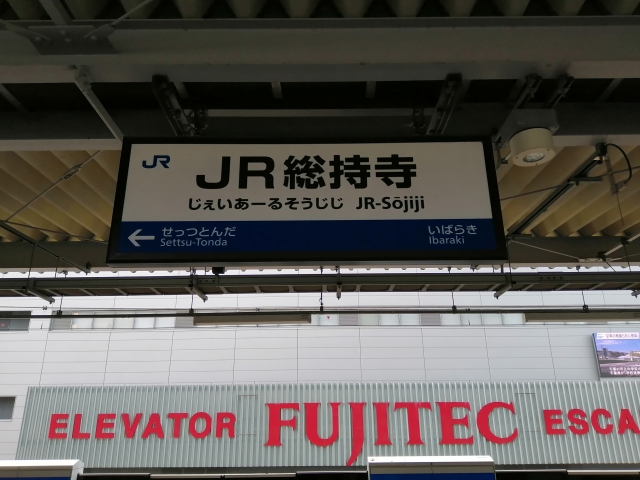 JR
JR総持寺
じぇいあーるそうじじ JR-Sōjiji
← せっつとんだ いばらき
Settsu-Tonda Ibaraki
ELEVATOR FUJITEC ESCA